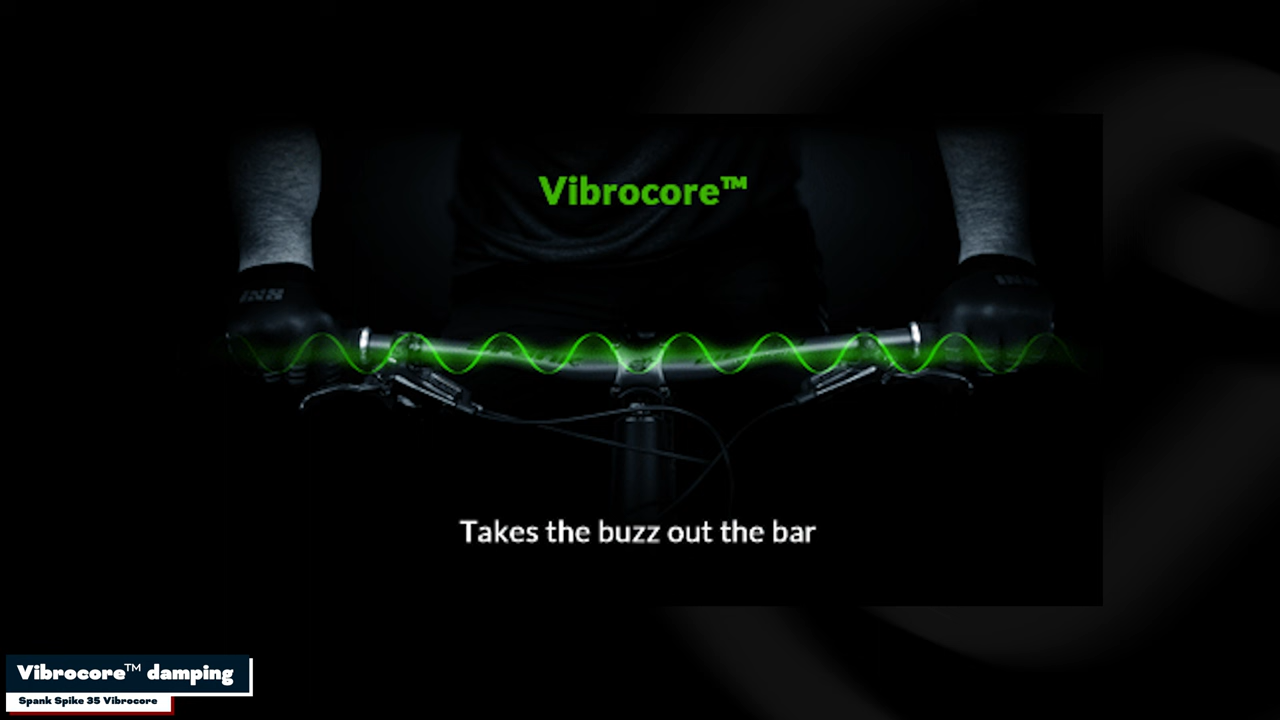 Vibrocore™
Takes the buzz out the bar
Vibrocore™ damping
Spank Spike 35 Vibrocore